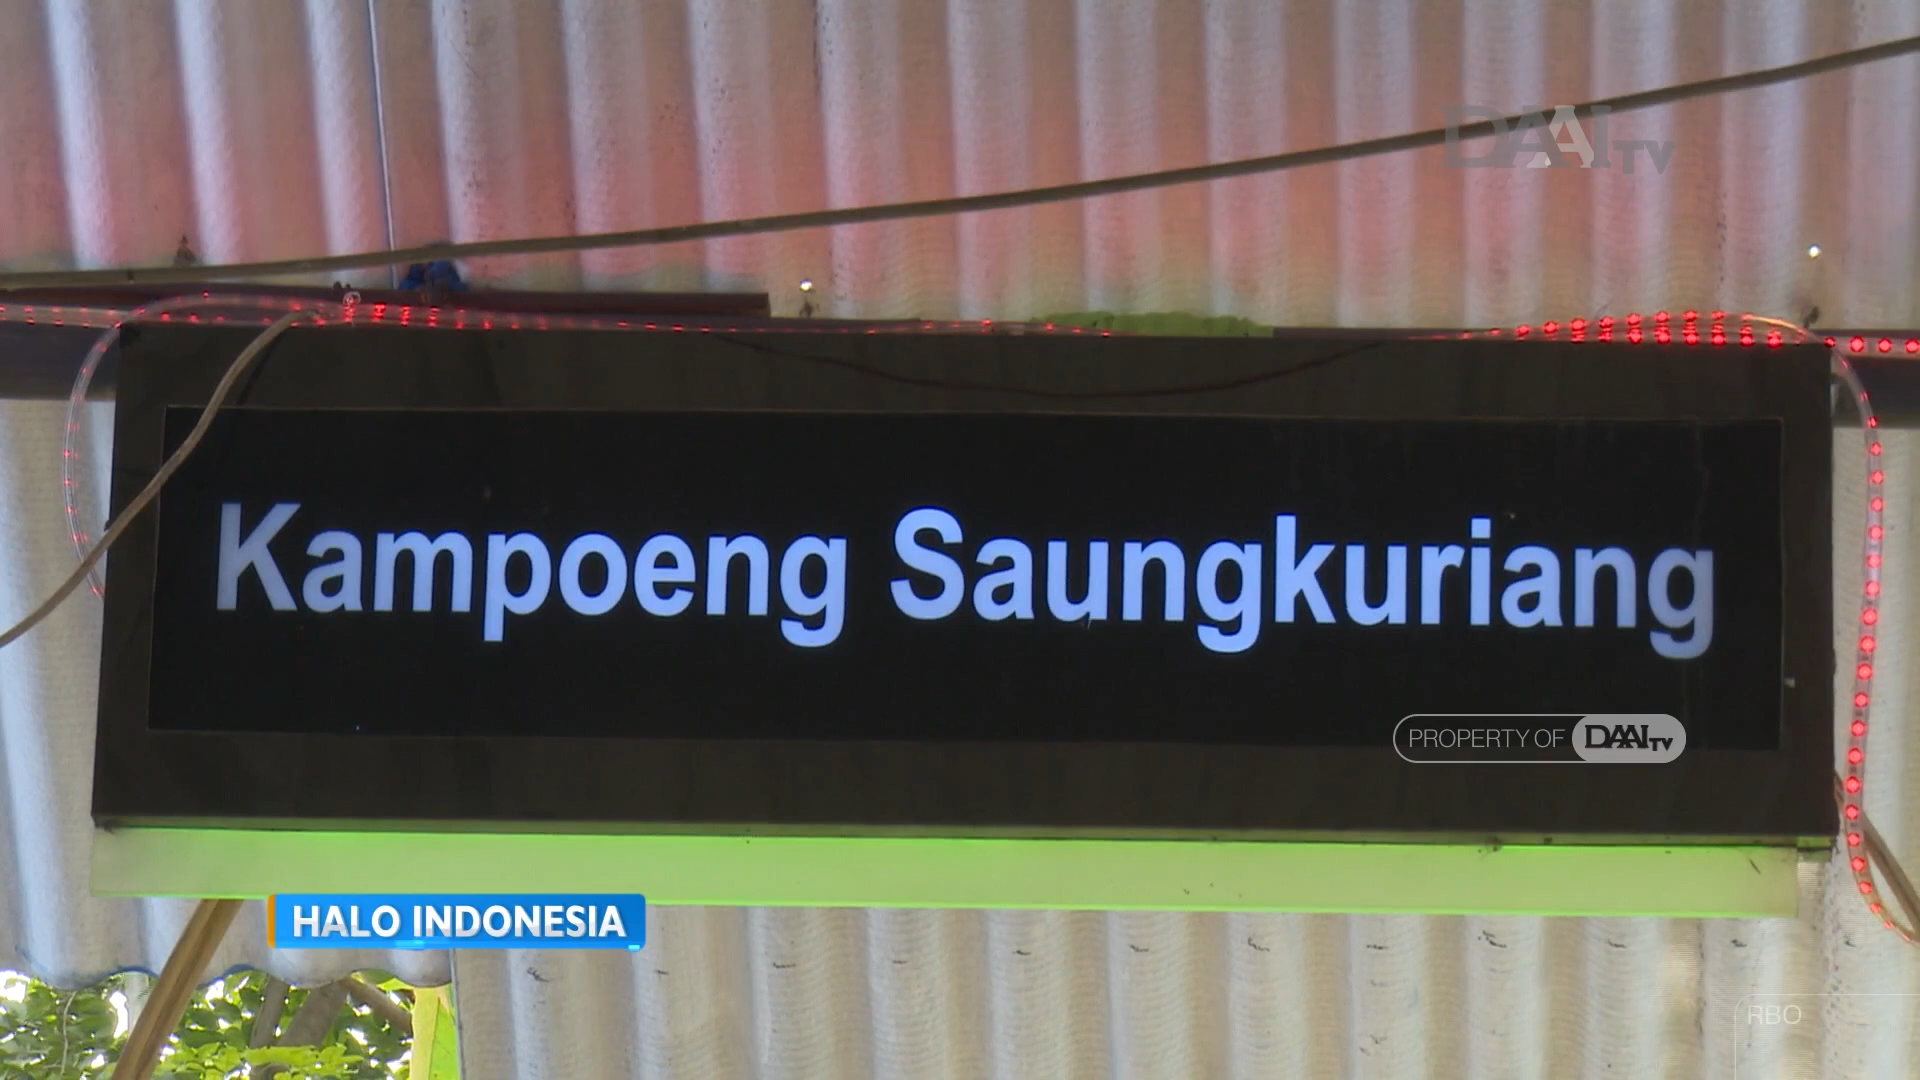 DAAI TV
Kampoeng Saungkuriang
PROPERTY OF DAAI TV
HALO INDONESIA
RBO